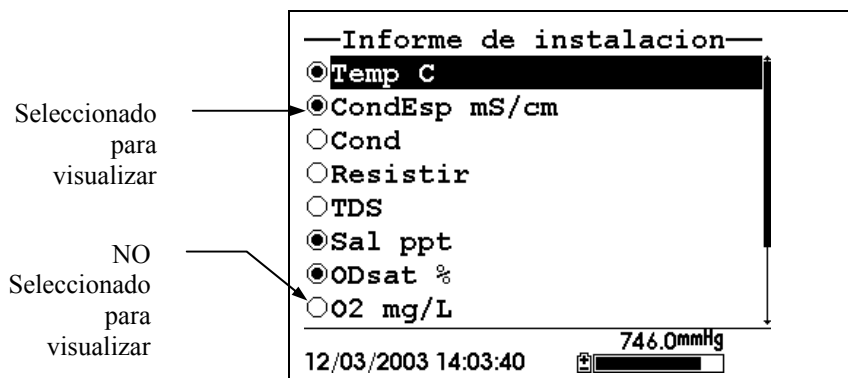 Informe de instalacion
Temp C
CondEsp mS/cm
Cond
Resistir
TDS
Sal ppt
ODsat %
O2 mg/L
746.0mmHg
12/03/2003 14:03:40
Seleccionado
para
visualizar
NO
Seleccionado
para
visualizar